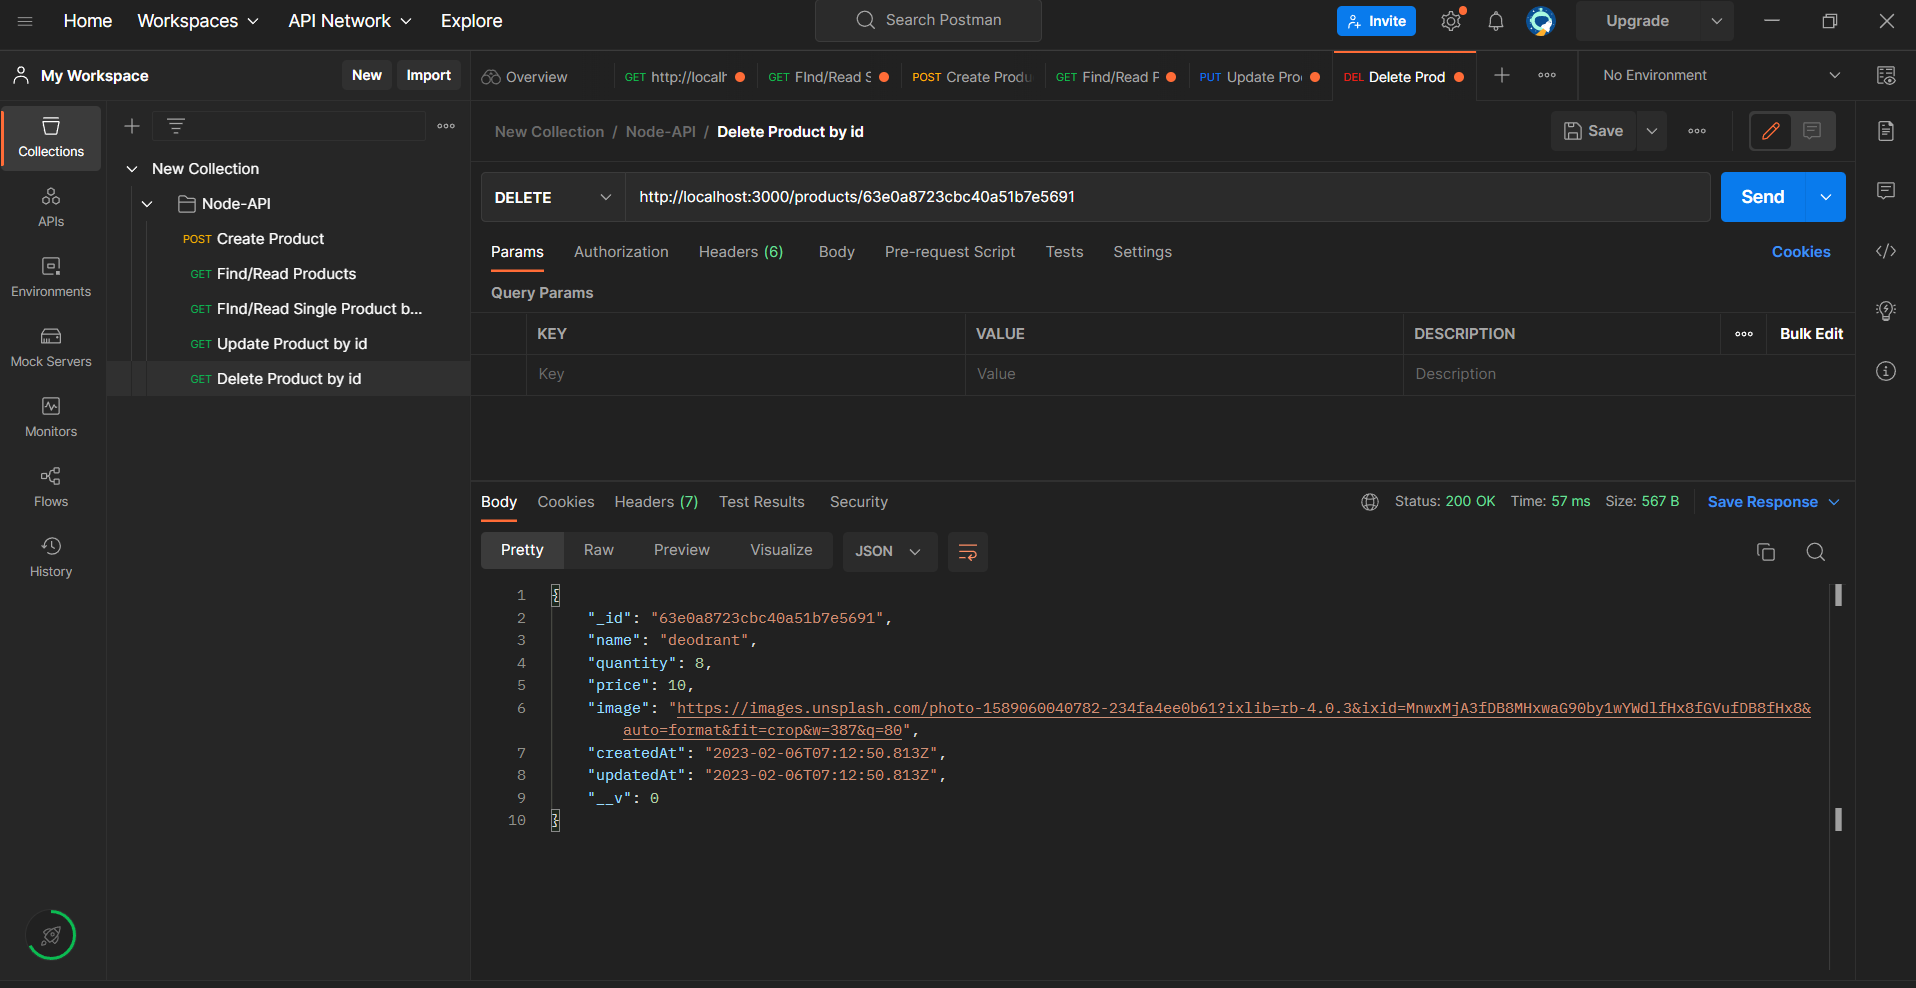 Home Workspaces API Network Explore Search Postman Invite Upgrade
My Workspace New Import
Overview GET http://localh GET FInd/Read S POST Create Produ GET Find/Read P PUT Update Pro DEL Delete Prod No Environment
New Collection / Node-API / Delete Product by id Save
Collections
APIs
Environments
Mock Servers
Monitors
Flows
History
New Collection
Node-API
POST Create Product
GET Find/Read Products
GET FInd/Read Single Product b...
GET Update Product by id
GET Delete Product by id
DELETE http://localhost:3000/products/63e0a8723cbc40a51b7e5691 Send
Params Authorization Headers (6) Body Pre-request Script Tests Settings Cookies
Query Params
KEY VALUE DESCRIPTION Bulk Edit
Key Value Description
Body Cookies Headers (7) Test Results Security Status: 200 OK Time: 57 ms Size: 567 B Save Response
Pretty Raw Preview Visualize JSON
1 {
2 "_id": "63e0a8723cbc40a51b7e5691",
3 "name": "deodrant",
4 "quantity": 8,
5 "price": 10,
6 "image": "https://images.unsplash.com/photo-1589060040782-234fa4ee0b61?ixlib=rb-4.0.3&ixid=MnwxMjA3fDB8MHxwaG90by1wYWdlfHx8fGVufDB8fHx8&
auto=format&fit=crop&w=387&q=80",
7 "createdAt": "2023-02-06T07:12:50.813Z",
8 "updatedAt": "2023-02-06T07:12:50.813Z",
9 "__v": 0
10 }